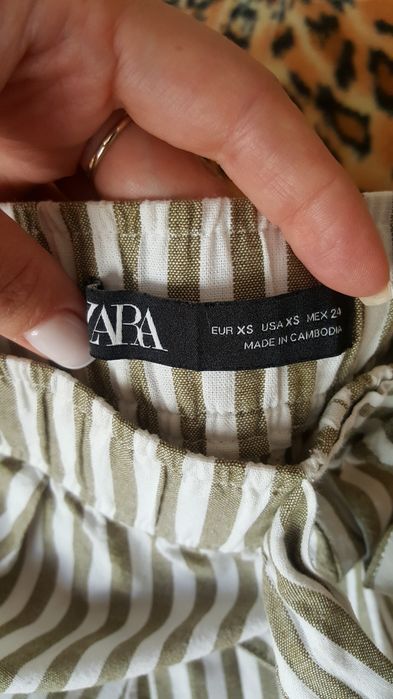 ZARA
EUR XS USA XS MEX 24
MADE IN CAMBODIA